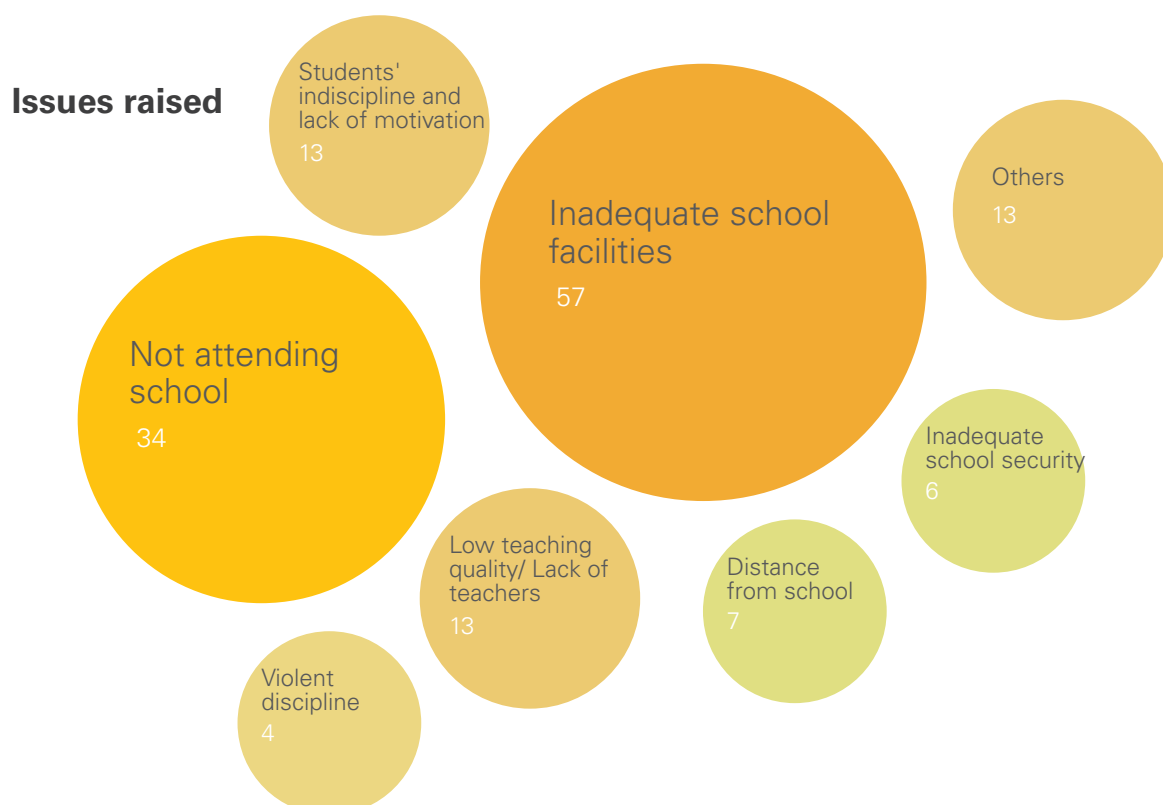 Issues raised
Students'
indiscipline and
lack of motivation
13
Inadequate school
facilities
57
Others
13
Not attending
school
34
Inadequate
school security
6
Low teaching
quality/ Lack of
teachers
13
Distance
from school
7
Violent
discipline
4